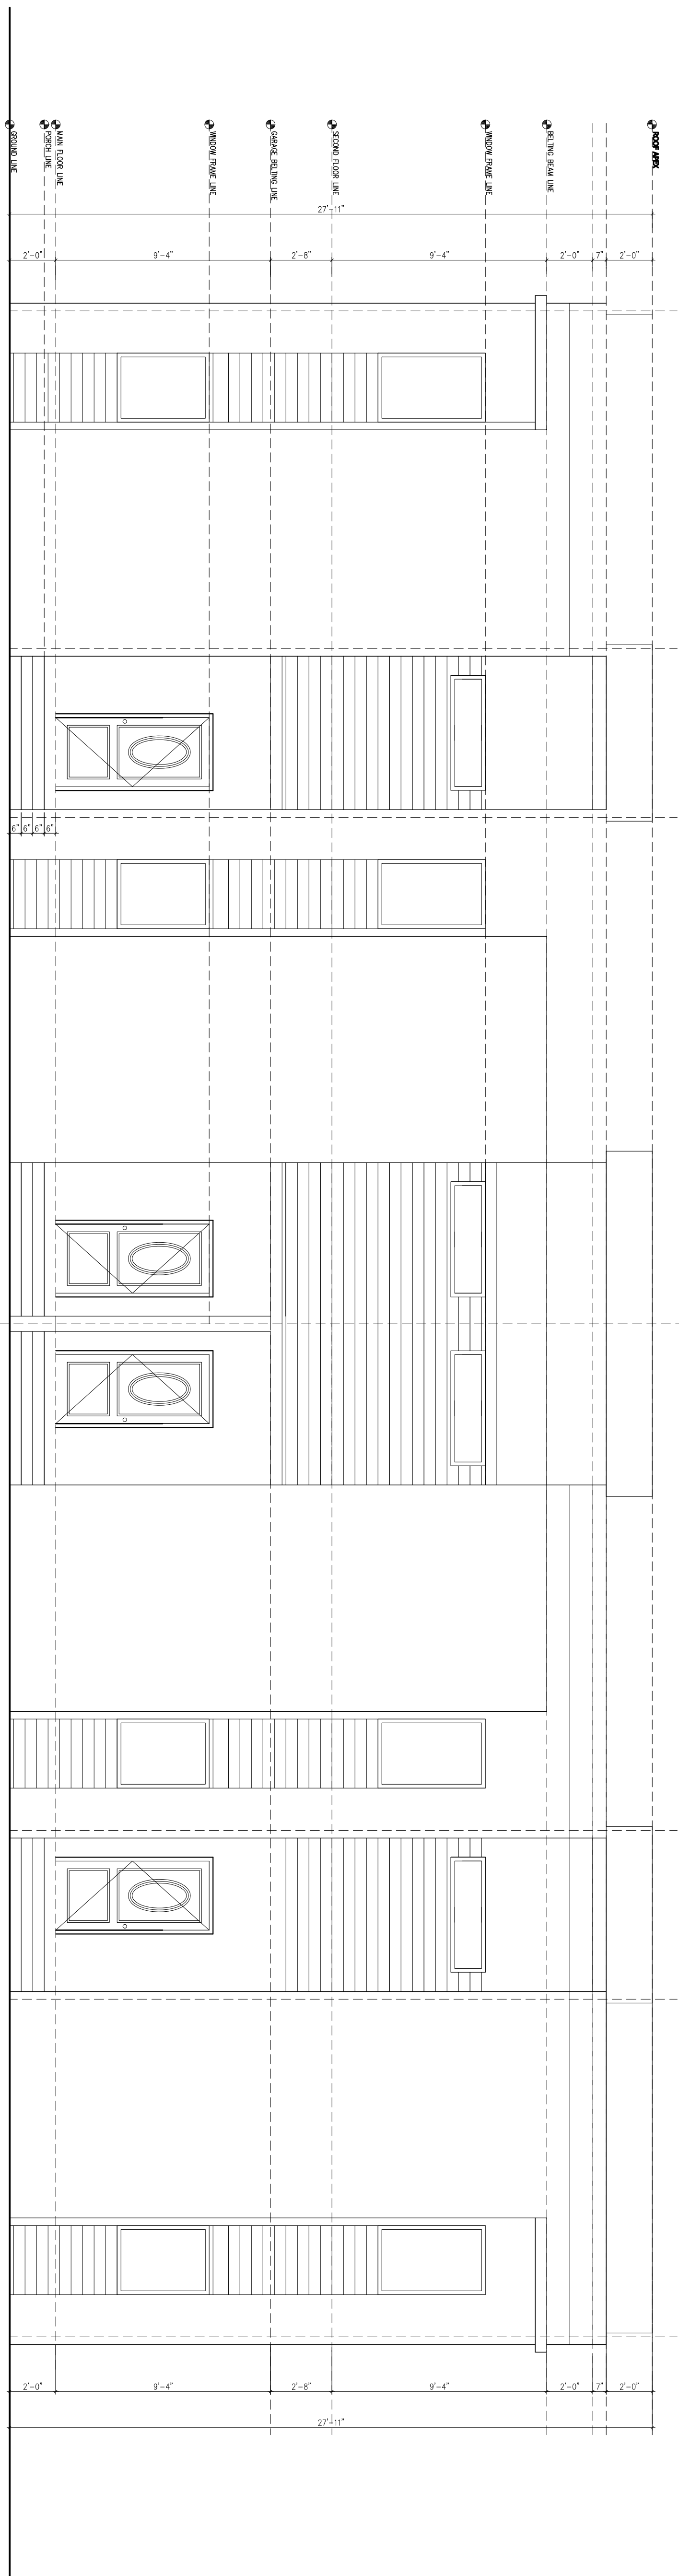 GROUND LINE
PORCH LINE
MAIN FLOOR LINE
WINDOW FRAME LINE
GARAGE BELTING LINE
SECOND FLOOR LINE
WINDOW FRAME LINE
BELTING BEAM LINE
ROOF APEX
27'-11"
2'-0"
9'-4"
2'-8"
9'-4"
2'-0"
7"
2'-0"
6"
6"
6"
6"
2'-0"
9'-4"
2'-8"
9'-4"
2'-0"
7"
2'-0"
27'-11"